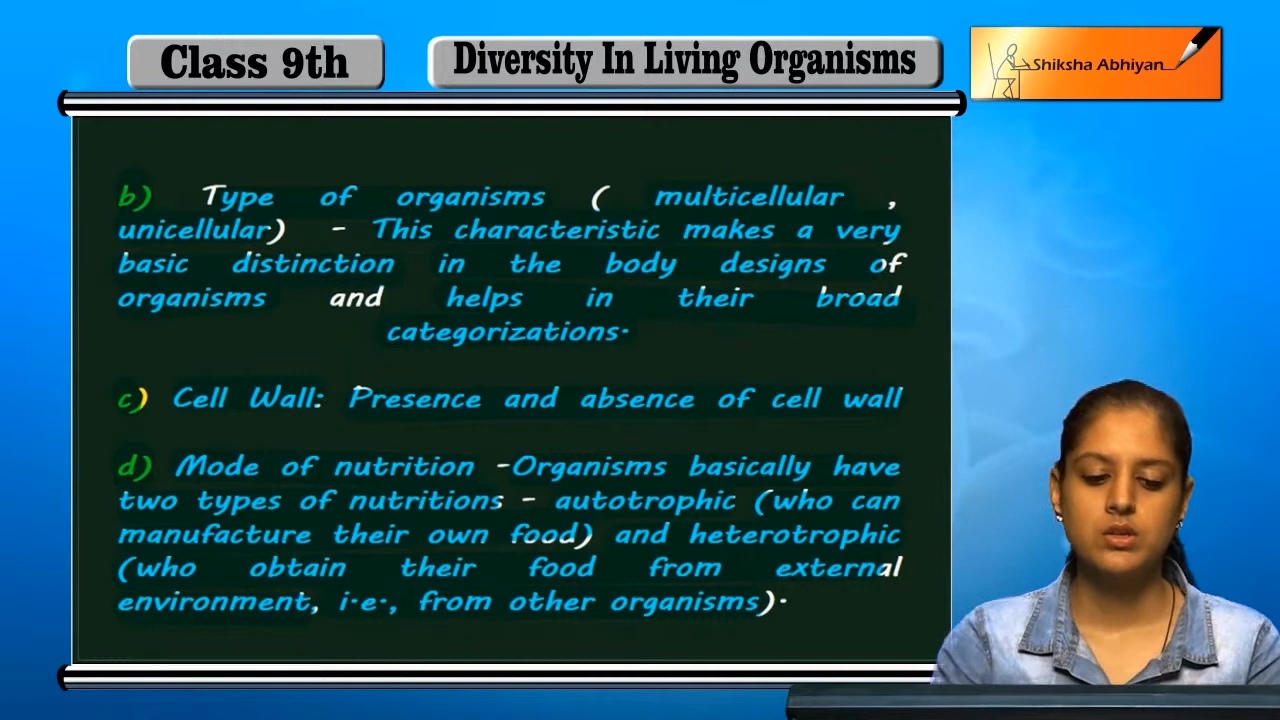 Class 9th
Diversity In Living Organisms
Shiksha Abhiyan
b) Type of organisms ( multicellular ,
unicellular) - This characteristic makes a very
basic distinction in the body designs of
organisms and helps in their broad
categorizations.
c) Cell Wall: Presence and absence of cell wall
d) Mode of nutrition -Organisms basically have
two types of nutritions - autotrophic (who can
manufacture their own food) and heterotrophic
(who obtain their food from external
environment, i.e., from other organisms).